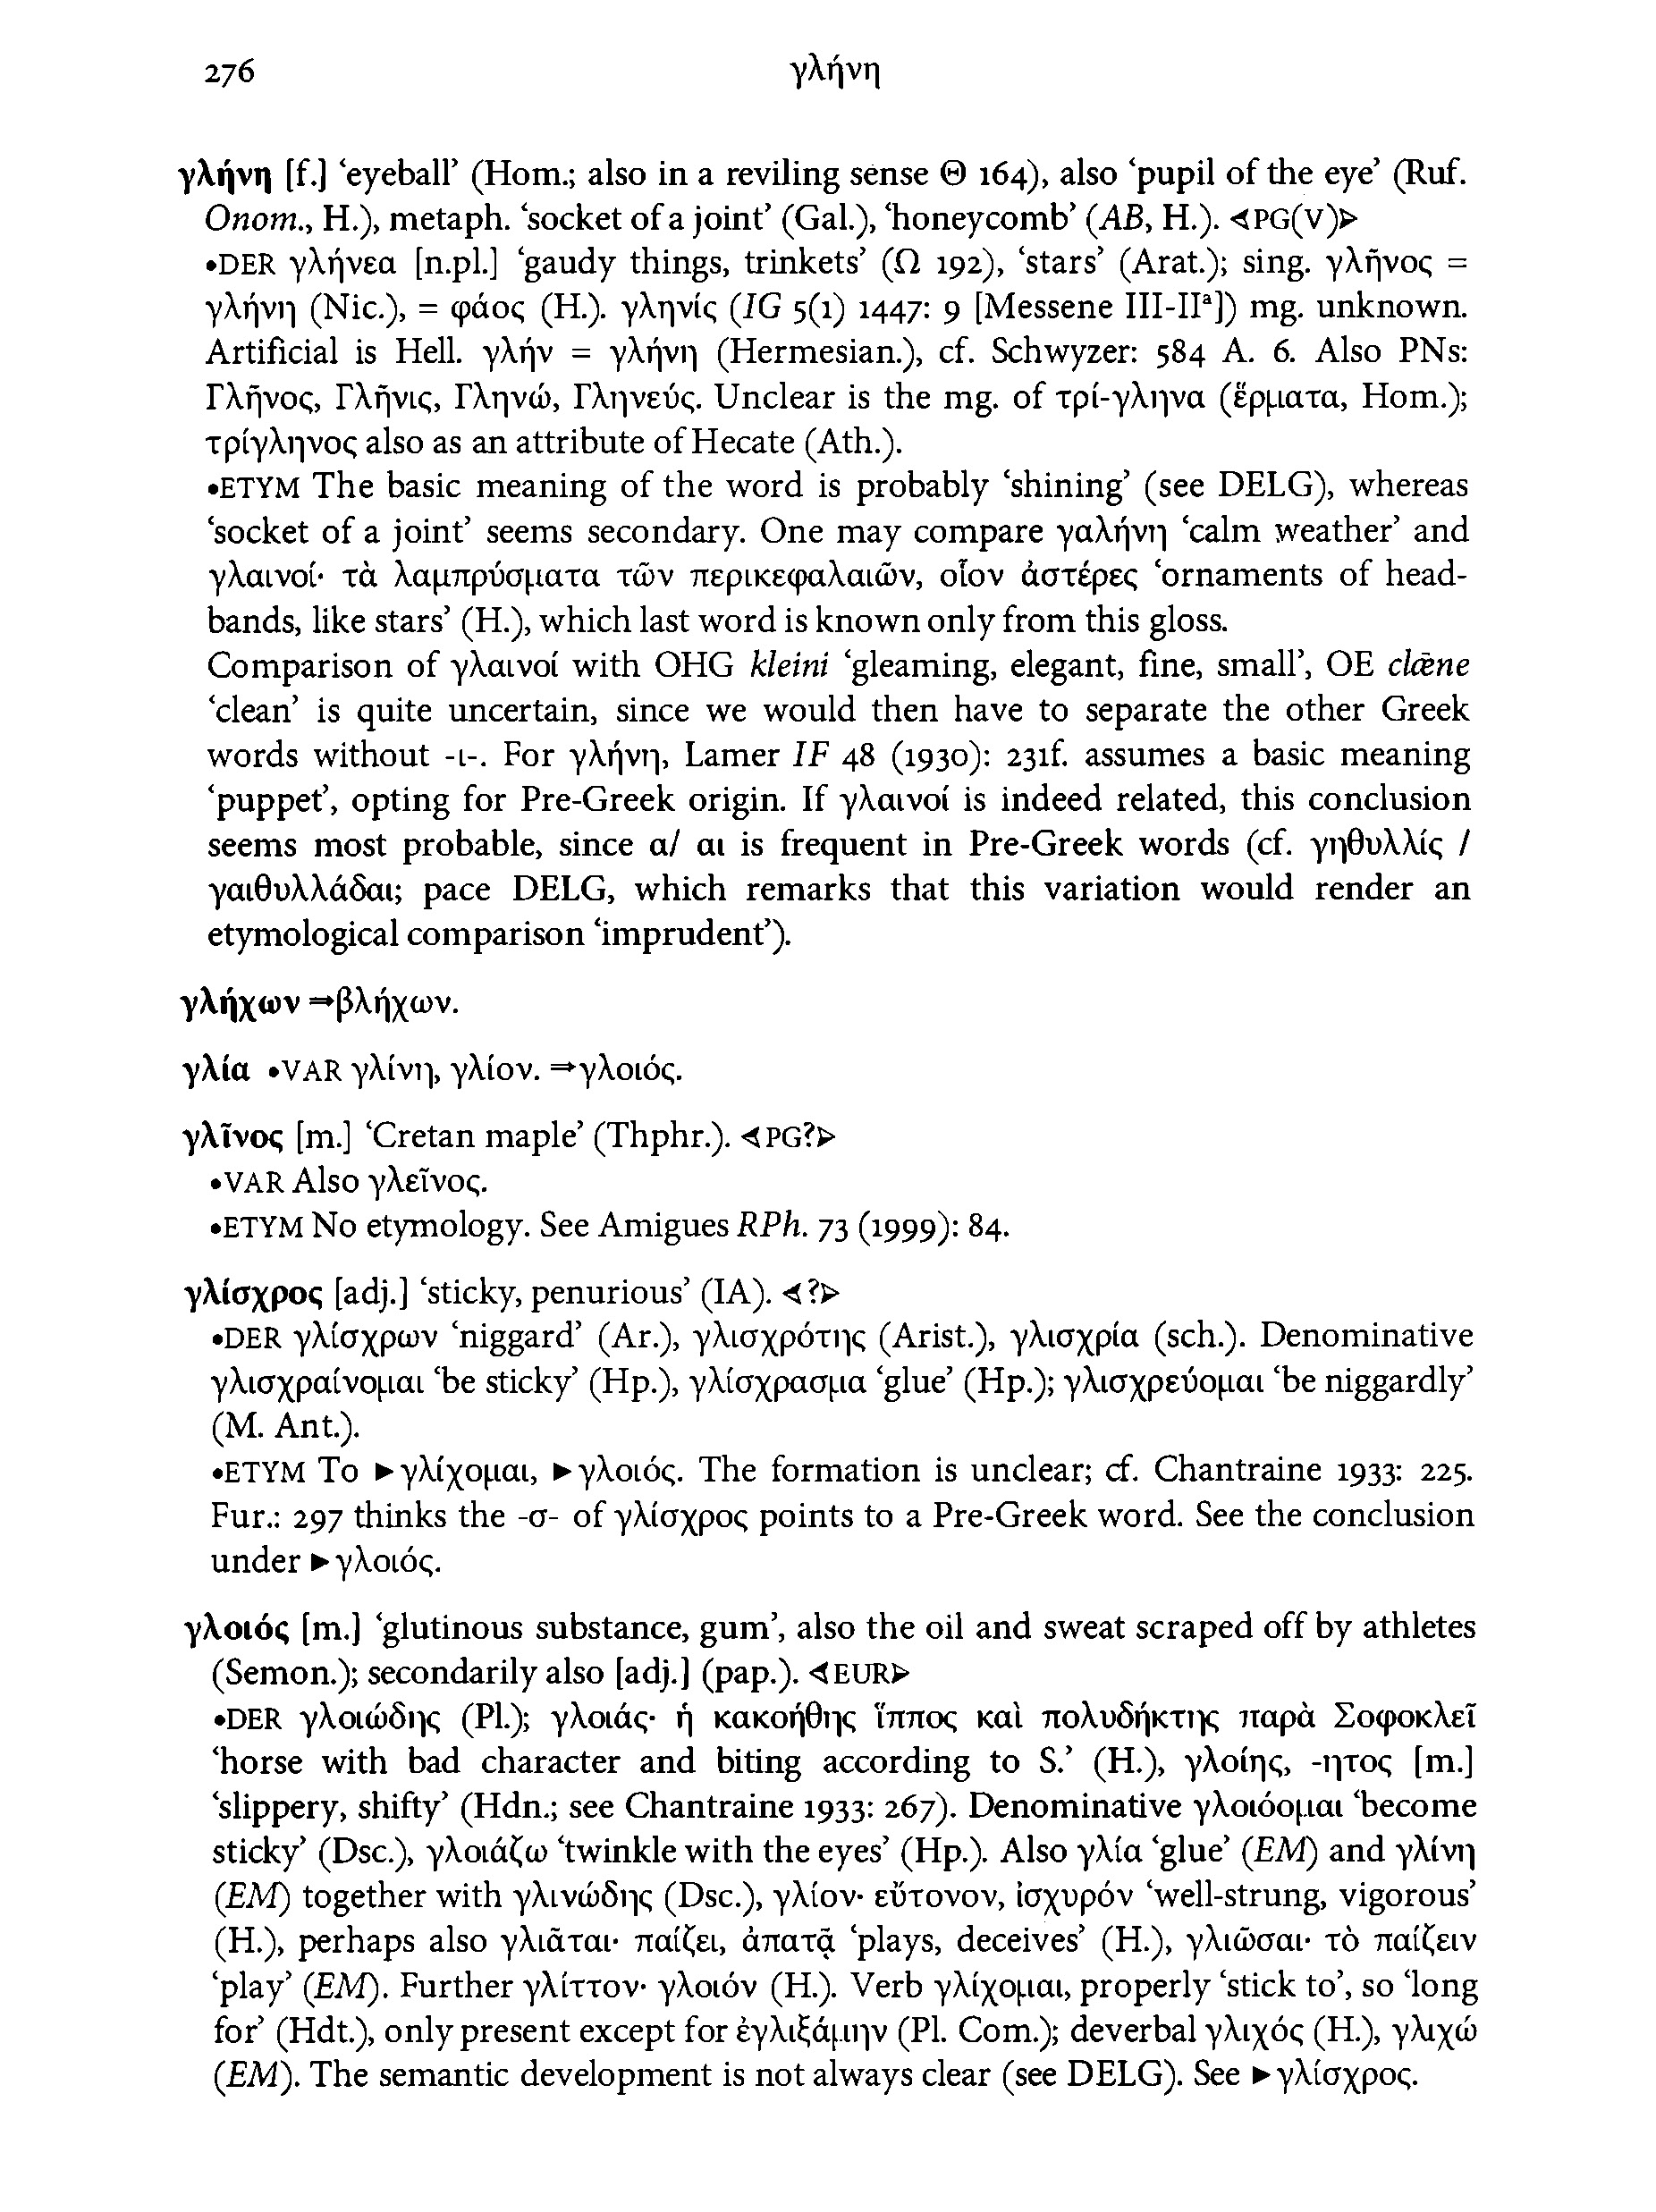 276 γλήνη
γλήνη [f.] ‘eyeball’ (Hom.; also in a reviling sense Θ 164), also ‘pupil of the eye’ (Ruf.
Onom., H.), metaph. ‘socket of a joint’ (Gal.), ‘honeycomb’ (AB, H.). ⊲PG(V)⊳
•DER γλήνεα [n.pl.] ‘gaudy things, trinkets’ (Ω 192), ‘stars’ (Arat.); sing. γλῆνος =
γλήνη (Nic.), = φάος (H.). γληνίς (IG 5(1) 1447: 9 [Messene III-IIª]) mg. unknown.
Artificial is Hell. γλήν = γλήνη (Hermesian.), cf. Schwyzer: 584 A. 6. Also PNs:
Γλῆνος, Γλῆνις, Γληνώ, Γληνεύς. Unclear is the mg. of τρί-γληνα (ἕρματα, Hom.);
τρίγληνος also as an attribute of Hecate (Ath.).
•ETYM The basic meaning of the word is probably ‘shining’ (see DELG), whereas
‘socket of a joint’ seems secondary. One may compare γαλήνη ‘calm weather’ and
γλαινοί· τὰ λαμπρύσματα τῶν περικεφαλαιῶν, οἷον ἀστέρες ‘ornaments of head-
bands, like stars’ (H.), which last word is known only from this gloss.
Comparison of γλαινοί with OHG kleini ‘gleaming, elegant, fine, small’, OE clǣne
‘clean’ is quite uncertain, since we would then have to separate the other Greek
words without -ι-. For γλήνη, Lamer IF 48 (1930): 231f. assumes a basic meaning
‘puppet’, opting for Pre-Greek origin. If γλαινοί is indeed related, this conclusion
seems most probable, since α/ αι is frequent in Pre-Greek words (cf. γηθυλλίς /
γαιθυλλάδαι; pace DELG, which remarks that this variation would render an
etymological comparison ‘imprudent’).
γλήχων ⇒βλήχων.
γλία •VAR γλίνη, γλίον. ⇒γλοιός.
γλῖνος [m.] ‘Cretan maple’ (Thphr.). ⊲PG?⊳
•VAR Also γλεῖνος.
•ETYM No etymology. See Amigues RPh. 73 (1999): 84.
γλίσχρος [adj.] ‘sticky, penurious’ (IA). ⊲?⊳
•DER γλίσχρων ‘niggard’ (Ar.), γλισχρότης (Arist.), γλισχρία (sch.). Denominative
γλισχραίνομαι ‘be sticky’ (Hp.), γλίσχρασμα ‘glue’ (Hp.); γλισχρεύομαι ‘be niggardly’
(M. Ant.).
•ETYM To ►γλίχομαι, ►γλοιός. The formation is unclear; cf. Chantraine 1933: 225.
Fur.: 297 thinks the -σ- of γλίσχρος points to a Pre-Greek word. See the conclusion
under ►γλοιός.
γλοιός [m.] ‘glutinous substance, gum’, also the oil and sweat scraped off by athletes
(Semon.); secondarily also [adj.] (pap.). ⊲EUR⊳
•DER γλοιώδης (Pl.); γλοιάς· ἡ κακοήθης ἵππος καὶ πολυδήκτης παρὰ Σοφοκλεῖ
‘horse with bad character and biting according to S.’ (H.), γλοίης, -ητος [m.]
‘slippery, shifty’ (Hdn.; see Chantraine 1933: 267). Denominative γλοιόομαι ‘become
sticky’ (Dsc.), γλοιάζω ‘twinkle with the eyes’ (Hp.). Also γλία ‘glue’ (EM) and γλίνη
(EM) together with γλινώδης (Dsc.), γλίον· εὔτονον, ἰσχυρόν ‘well-strung, vigorous’
(H.), perhaps also γλιᾶται· παίζει, ἀπατᾷ ‘plays, deceives’ (H.), γλιῶσαι· τὸ παίζειν
‘play’ (EM). Further γλίττον· γλοιόν (H.). Verb γλίχομαι, properly ‘stick to’, so ‘long
for’ (Hdt.), only present except for ἐγλιξάμην (Pl. Com.); deverbal γλιχός (H.), γλιχώ
(EM). The semantic development is not always clear (see DELG). See ►γλίσχρος.